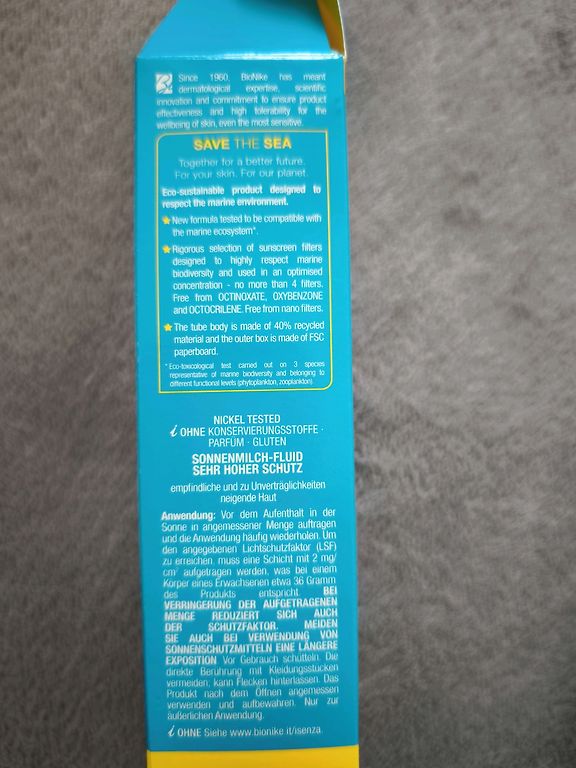 Since 1960, BioNike has meant
dermatological expertise, scientific
innovation and commitment to ensure product
effectiveness and high tolerability for the
wellbeing of skin, even the most sensitive.
SAVE THE SEA
Together for a better future.
For your skin. For our planet.
Eco-sustainable product designed to
respect the marine environment.
New formula tested to be compatible with
the marine ecosystem*.
Rigorous selection of sunscreen filters
designed to highly respect marine
biodiversity and used in an optimised
concentration - no more than 4 filters.
Free from OCTINOXATE, OXYBENZONE
and OCTOCRILENE. Free from nano filters.
The tube body is made of 40% recycled
material and the outer box is made of FSC
paperboard.
*Eco-toxicological test carried out on 3 species
representative of marine biodiversity and belonging to
different functional levels (phytoplankton, zooplankton).
NICKEL TESTED
i OHNE KONSERVIERUNGSSTOFFE ·
PARFÜM · GLUTEN
SONNENMILCH-FLUID
SEHR HOHER SCHUTZ
empfindliche und zu Unverträglichkeiten
neigende Haut
Anwendung: Vor dem Aufenthalt in der
Sonne in angemessener Menge auftragen
und die Anwendung häufig wiederholen. Um
den angegebenen Lichtschutzfaktor (LSF)
zu erreichen, muss eine Schicht mit 2 mg/
cm² aufgetragen werden, was bei einem
Körper eines Erwachsenen etwa 36 Gramm
des Produkts entspricht. BEI
VERRINGERUNG DER AUFGETRAGENEN
MENGE REDUZIERT SICH AUCH
DER SCHUTZFAKTOR. MEIDEN
SIE AUCH BEI VERWENDUNG VON
SONNENSCHUTZMITTELN EINE LÄNGERE
EXPOSITION. Vor Gebrauch schütteln. Die
direkte Berührung mit Kleidungsstücken
vermeiden, kann Flecken hinterlassen. Das
Produkt nach dem Öffnen angemessen
verwenden und aufbewahren. Nur zur
äußerlichen Anwendung.
i OHNE Siehe www.bionike.it/isenza.